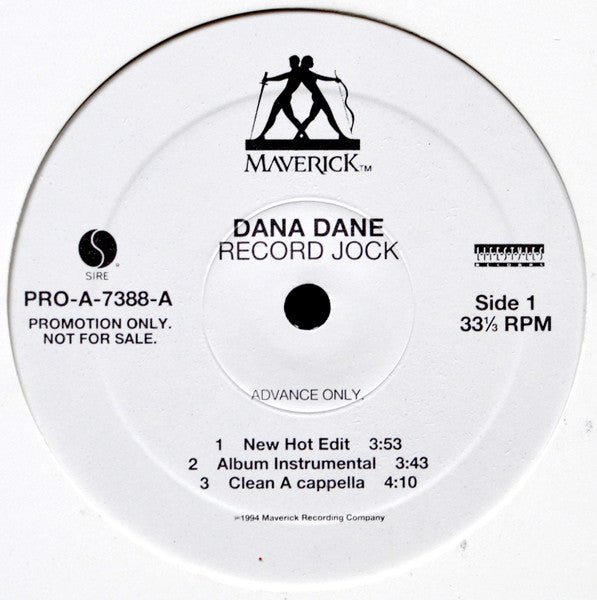 MAVERICK™
DANA DANE
RECORD JOCK
SIRE
LIFESTYLES
RECORDS
PRO-A-7388-A
Side 1
PROMOTION ONLY.
33⅓ RPM
NOT FOR SALE.
ADVANCE ONLY.
1 New Hot Edit 3:53
2 Album Instrumental 3:43
3 Clean A cappella 4:10
℗1994 Maverick Recording Company